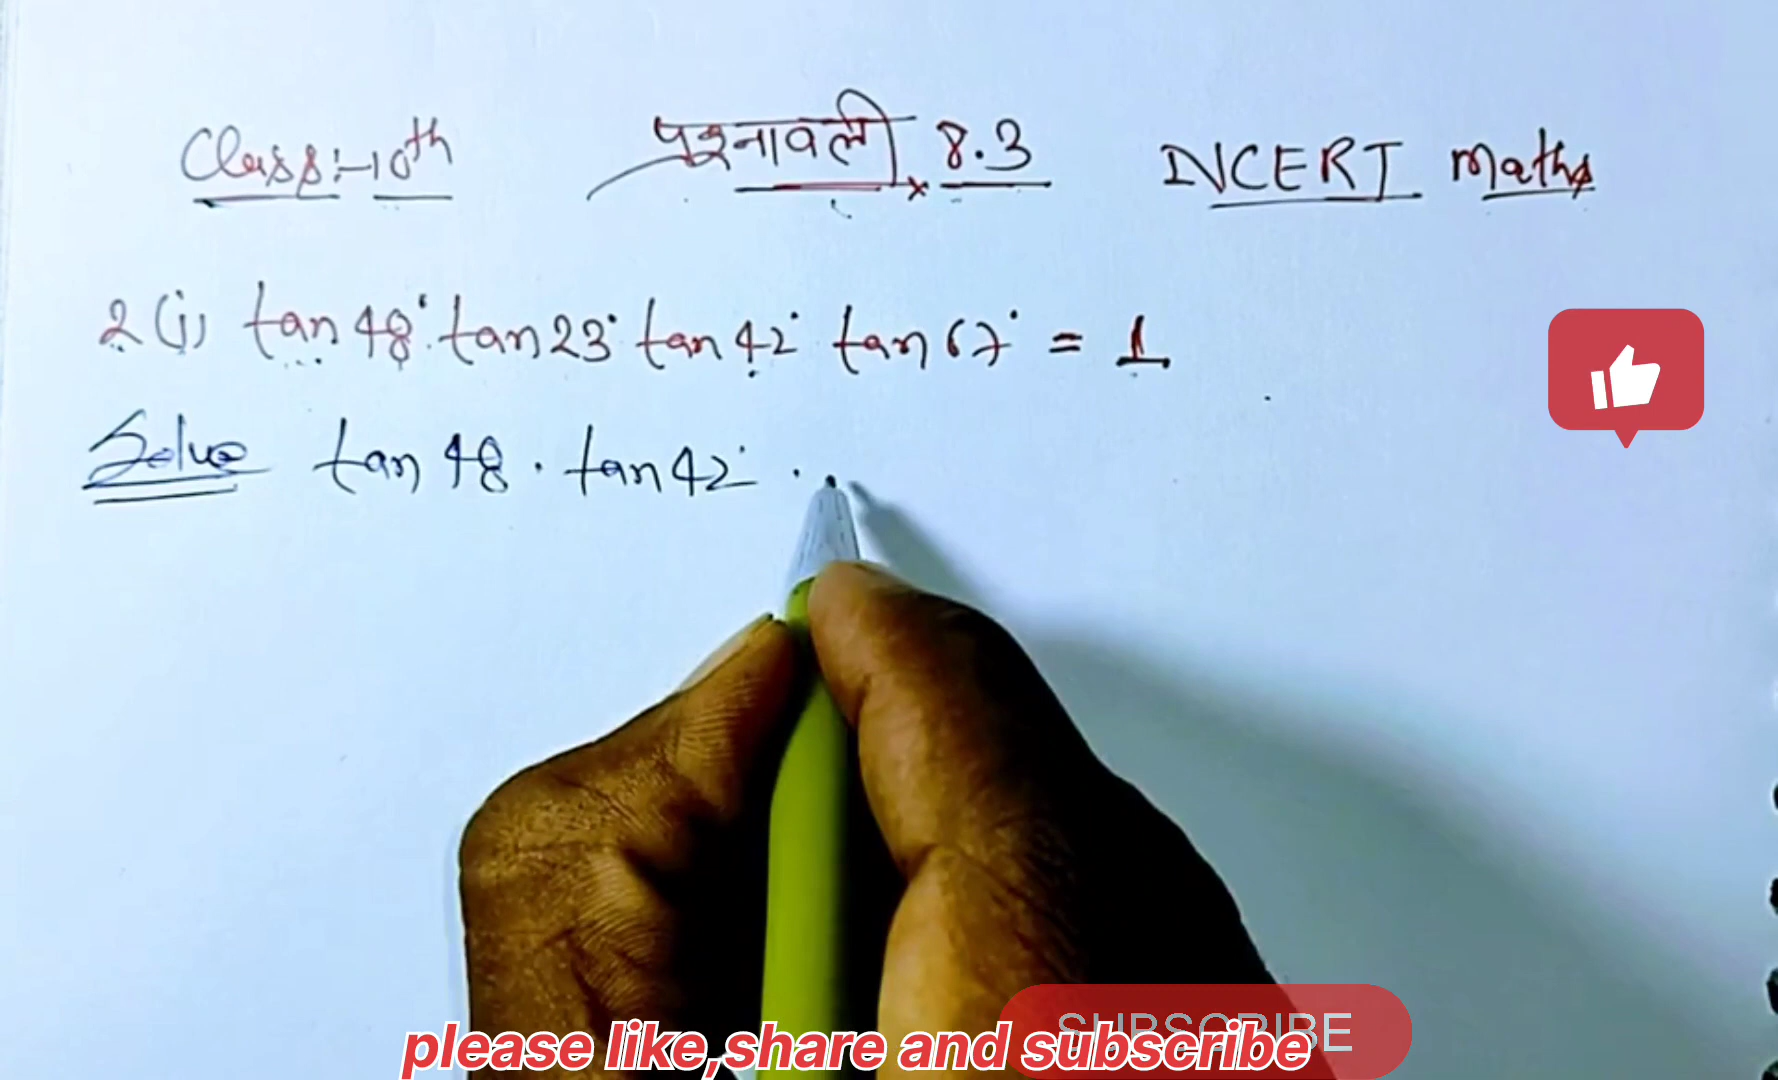 Class:-10th प्रश्नावली 8.3 NCERT Maths
2(i) tan 48° tan 23° tan 42° tan 67° = 1
Solve tan 48 . tan 42° .
SUBSCRIBE
please like,share and subscribe